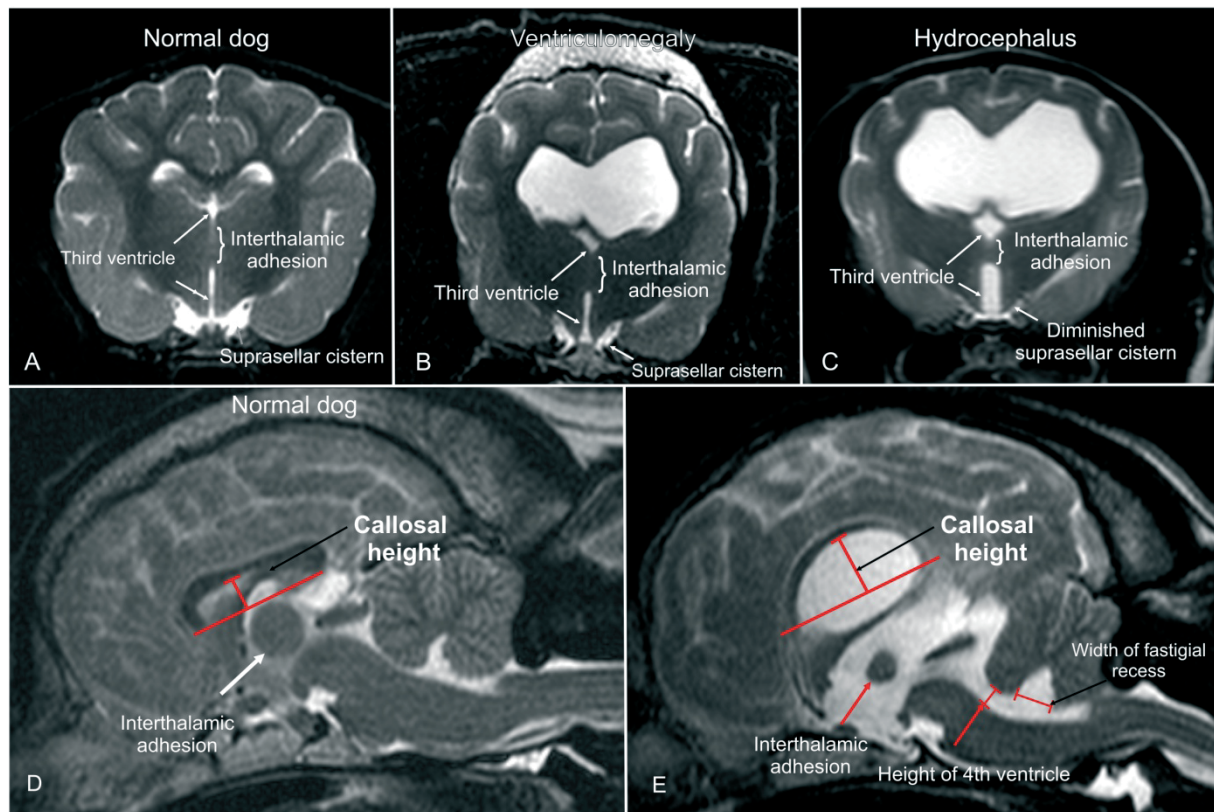 Normal dog
Third ventricle
Interthalamic
adhesion
Suprasellar cistern
A
Ventriculomegaly
Third ventricle
Interthalamic
adhesion
Suprasellar cistern
B
Hydrocephalus
Third ventricle
Interthalamic
adhesion
Diminished
suprasellar cistern
C
Normal dog
Callosal
height
Interthalamic
adhesion
D
Callosal
height
Width of fastigial
recess
Interthalamic
adhesion
Height of 4th ventricle
E